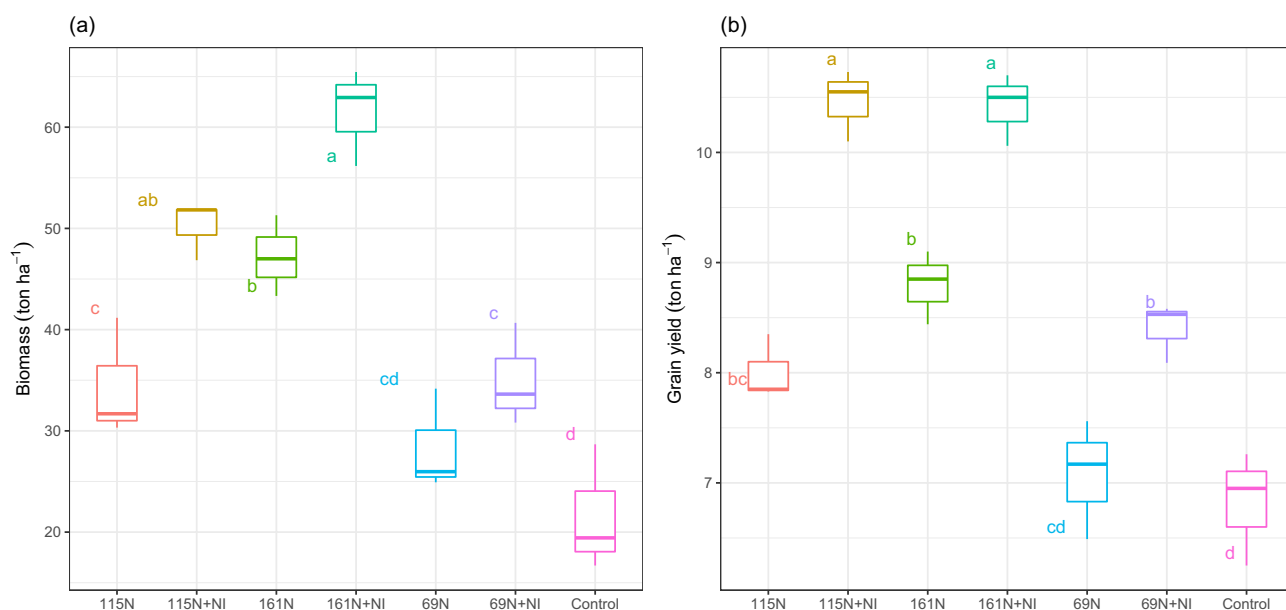 (a)
Biomass (ton ha⁻¹)
60
50
40
30
20
c
ab
b
a
cd
c
d
115N 115N+NI 161N 161N+NI 69N 69N+NI Control
(b)
Grain yield (ton ha⁻¹)
10
9
8
7
bc
a
b
a
cd
b
d
115N 115N+NI 161N 161N+NI 69N 69N+NI Control